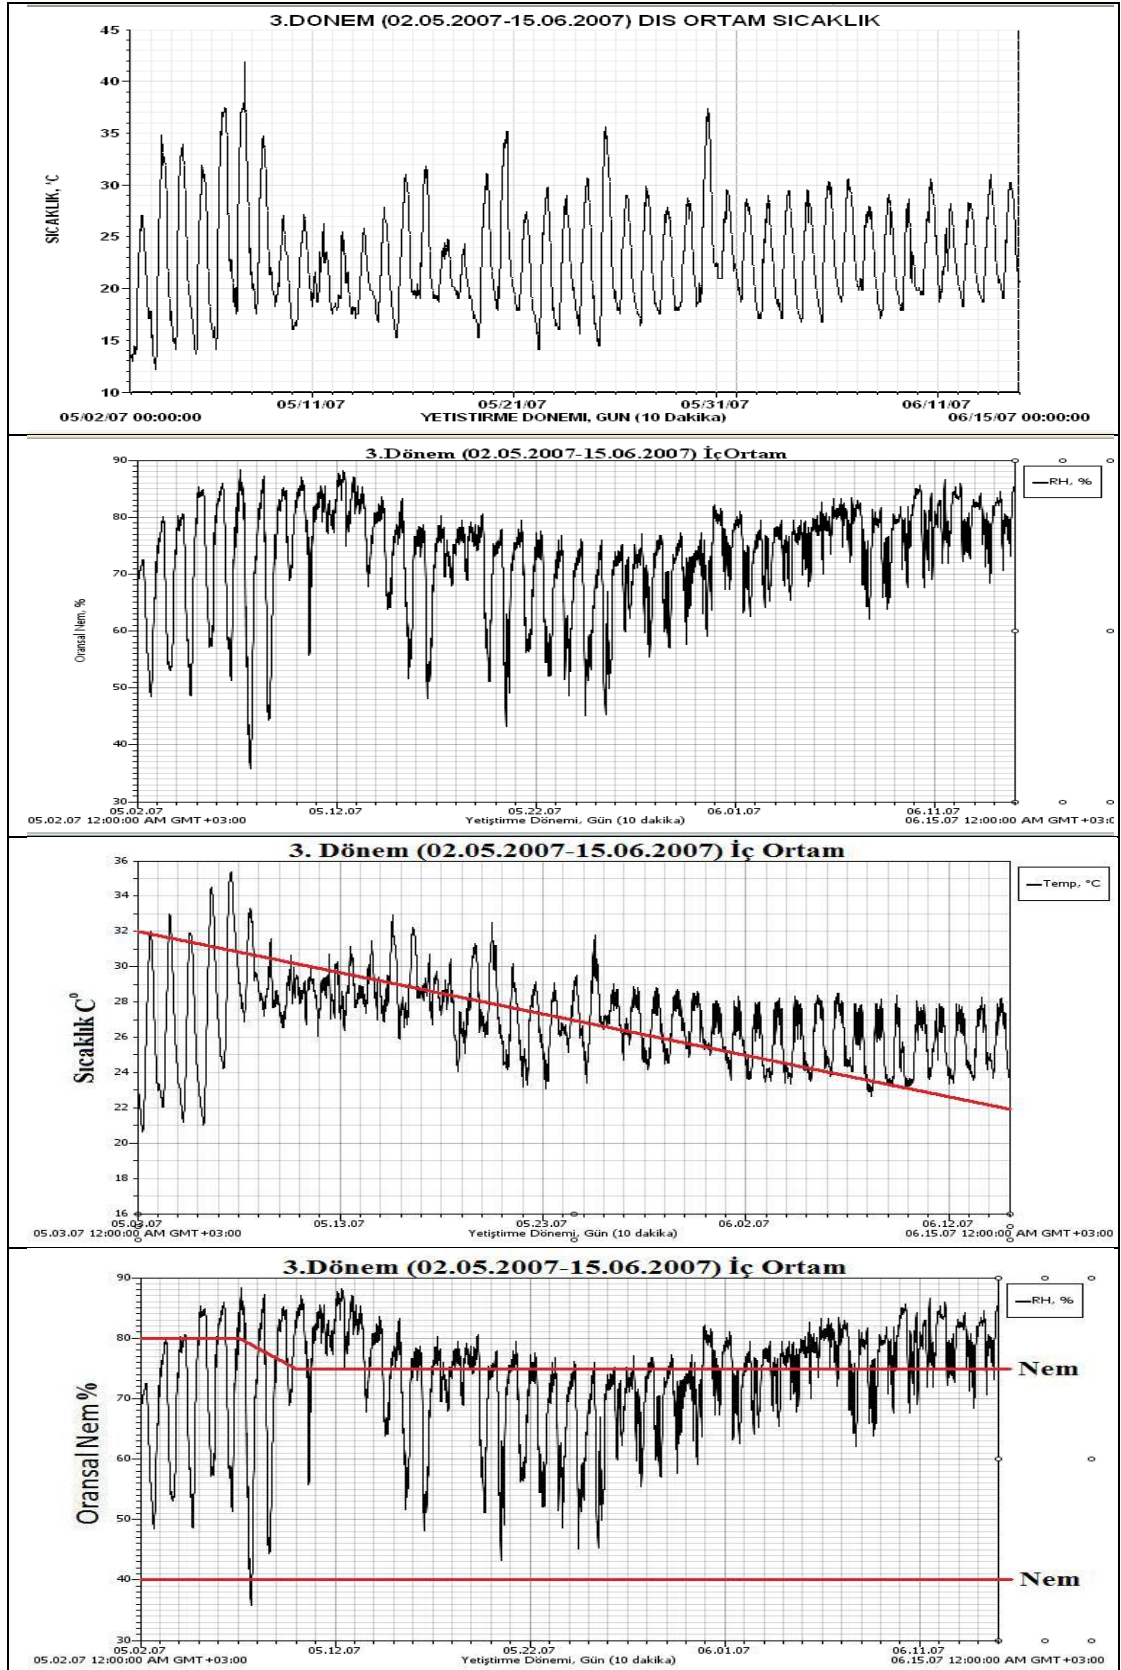 3.DONEM (02.05.2007-15.06.2007) DIS ORTAM SICAKLIK
45
40
35
30
25
20
15
10
SICAKLIK, °C
05/11/07 05/21/07 05/31/07 06/11/07
05/02/07 00:00:00 YETISTIRME DONEMI, GUN (10 Dakika) 06/15/07 00:00:00
3.Dönem (02.05.2007-15.06.2007) İçOrtam
90
80
70
60
50
40
30
Oransal Nem, %
RH, %
05.02.07 05.12.07 05.22.07 06.01.07 06.11.07
05.02.07 12:00:00 AM GMT+03:00 Yetiştirme Dönemi, Gün (10 dakika) 06.15.07 12:00:00 AM GMT+03:0
3. Dönem (02.05.2007-15.06.2007) İç Ortam
36
34
32
30
28
26
24
22
20
18
16
Sıcaklık C⁰
Temp, °C
05.03.07 05.13.07 05.23.07 06.02.07 06.12.07
05.03.07 12:00:00 AM GMT+03:00 Yetiştirme Dönemi, Gün (10 dakika) 06.15.07 12:00:00 AM GMT+03:00
3.Dönem (02.05.2007-15.06.2007) İç Ortam
90
80
70
60
50
40
30
Oransal Nem %
RH, %
Nem
Nem
05.02.07 05.12.07 05.22.07 06.01.07 06.11.07
05.02.07 12:00:00 AM GMT+03:00 Yetiştirme Dönemi, Gün (10 dakika) 06.15.07 12:00:00 AM GMT+03:00